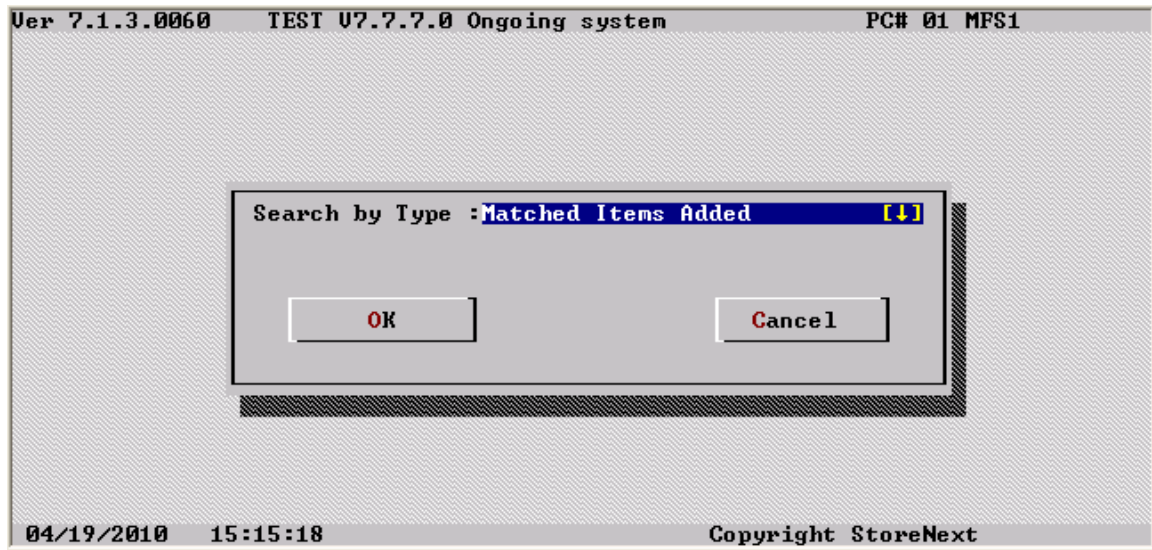 Ver 7.1.3.0060 TEST V7.7.7.0 Ongoing system PC# 01 MFS1
Search by Type :Matched Items Added [↓]
OK Cancel
04/19/2010 15:15:18 Copyright StoreNext